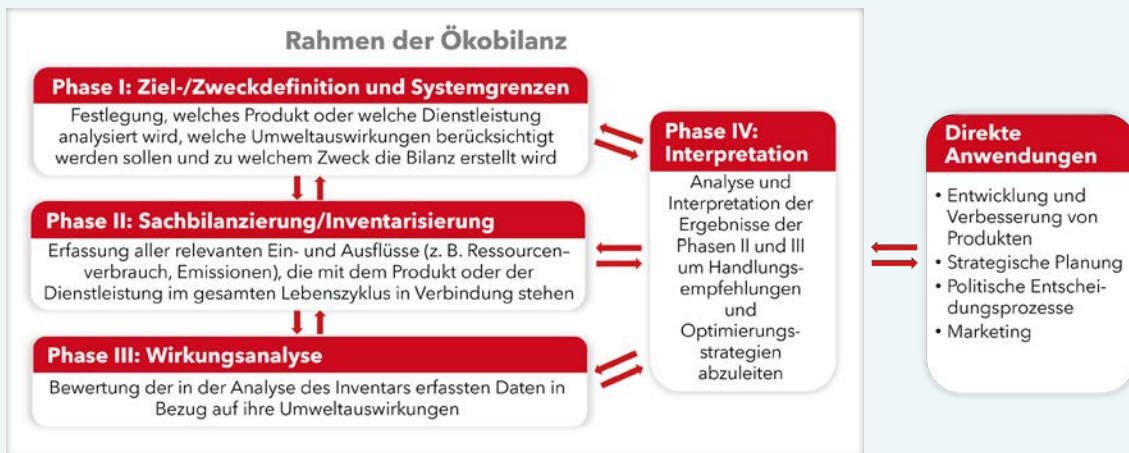 Rahmen der Ökobilanz
Phase I: Ziel-/Zweckdefinition und Systemgrenzen
Festlegung, welches Produkt oder welche Dienstleistung
analysiert wird, welche Umweltauswirkungen berücksichtigt
werden sollen und zu welchem Zweck die Bilanz erstellt wird
Phase II: Sachbilanzierung/Inventarisierung
Erfassung aller relevanten Ein- und Ausflüsse (z. B. Ressourcen-
verbrauch, Emissionen), die mit dem Produkt oder der
Dienstleistung im gesamten Lebenszyklus in Verbindung stehen
Phase III: Wirkungsanalyse
Bewertung der in der Analyse des Inventars erfassten Daten in
Bezug auf ihre Umweltauswirkungen
Phase IV:
Interpretation
Analyse und
Interpretation der
Ergebnisse der
Phasen II und III
um Handlungs-
empfehlungen
und
Optimierungs-
strategien
abzuleiten
Direkte
Anwendungen
• Entwicklung und
Verbesserung von
Produkten
• Strategische Planung
• Politische Entschei-
dungsprozesse
• Marketing